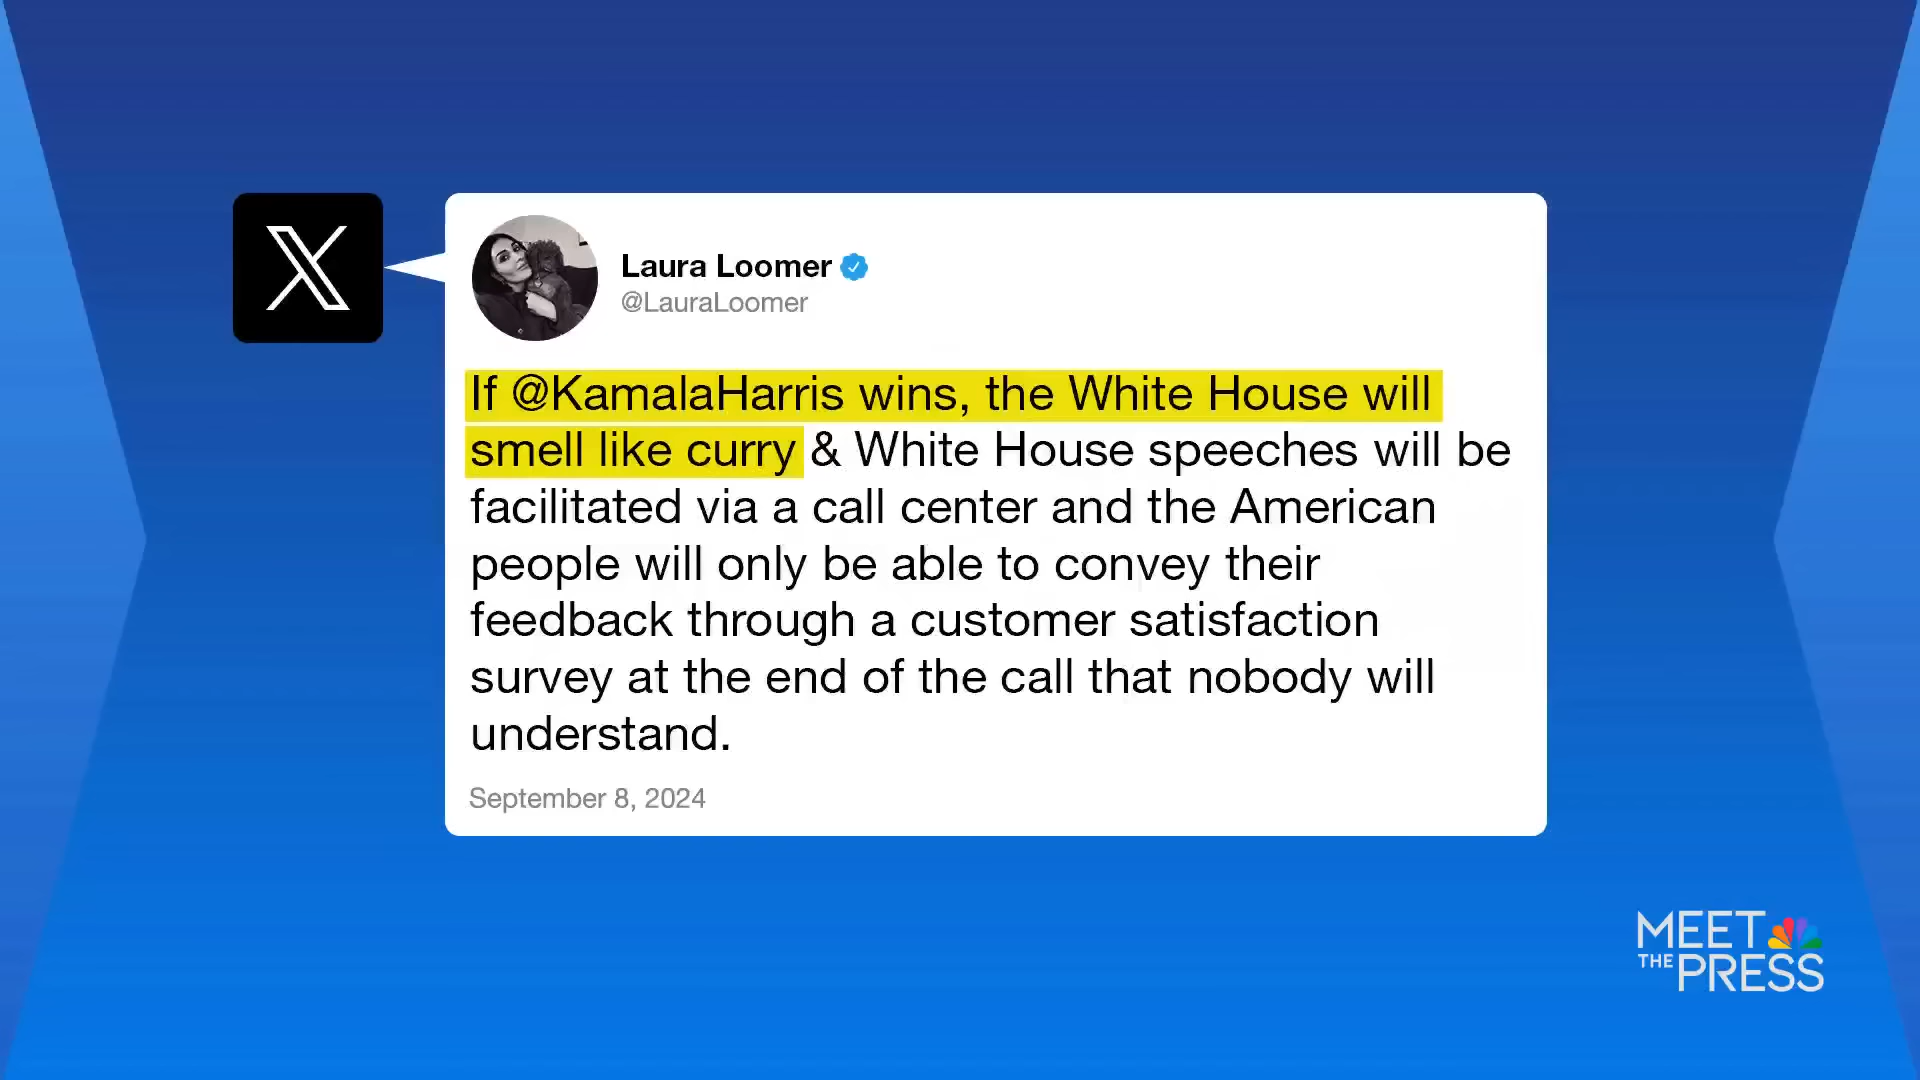 Laura Loomer
@LauraLoomer
If @KamalaHarris wins, the White House will
smell like curry & White House speeches will be
facilitated via a call center and the American
people will only be able to convey their
feedback through a customer satisfaction
survey at the end of the call that nobody will
understand.
September 8, 2024
MEET
THE PRESS